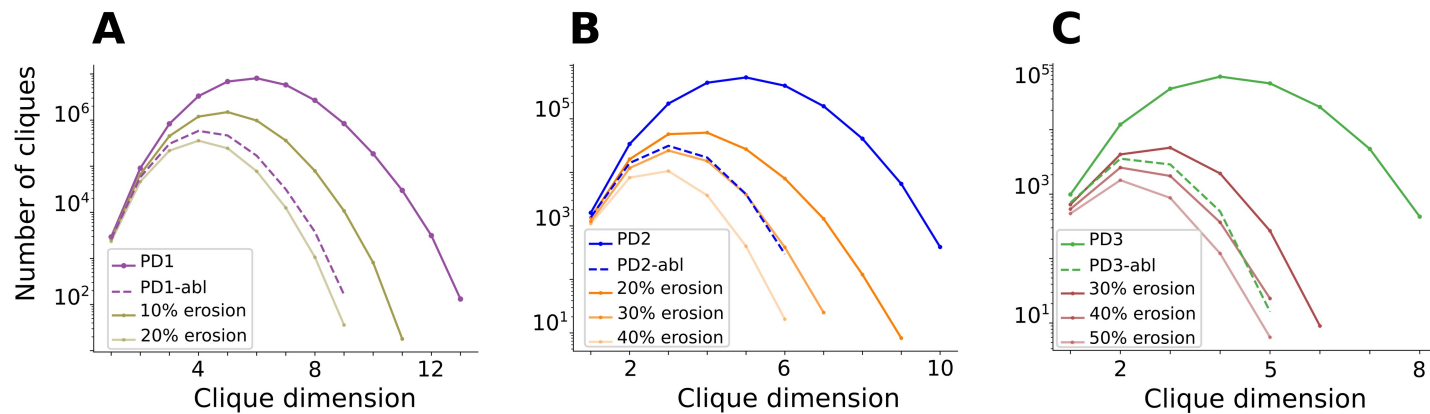 A
Number of cliques
10^6
10^4
10^2
4
8
12
Clique dimension
PD1
PD1-abl
10% erosion
20% erosion
B
10^5
10^3
10^1
2
6
10
Clique dimension
PD2
PD2-abl
20% erosion
30% erosion
40% erosion
C
10^5
10^3
10^1
2
5
8
Clique dimension
PD3
PD3-abl
30% erosion
40% erosion
50% erosion